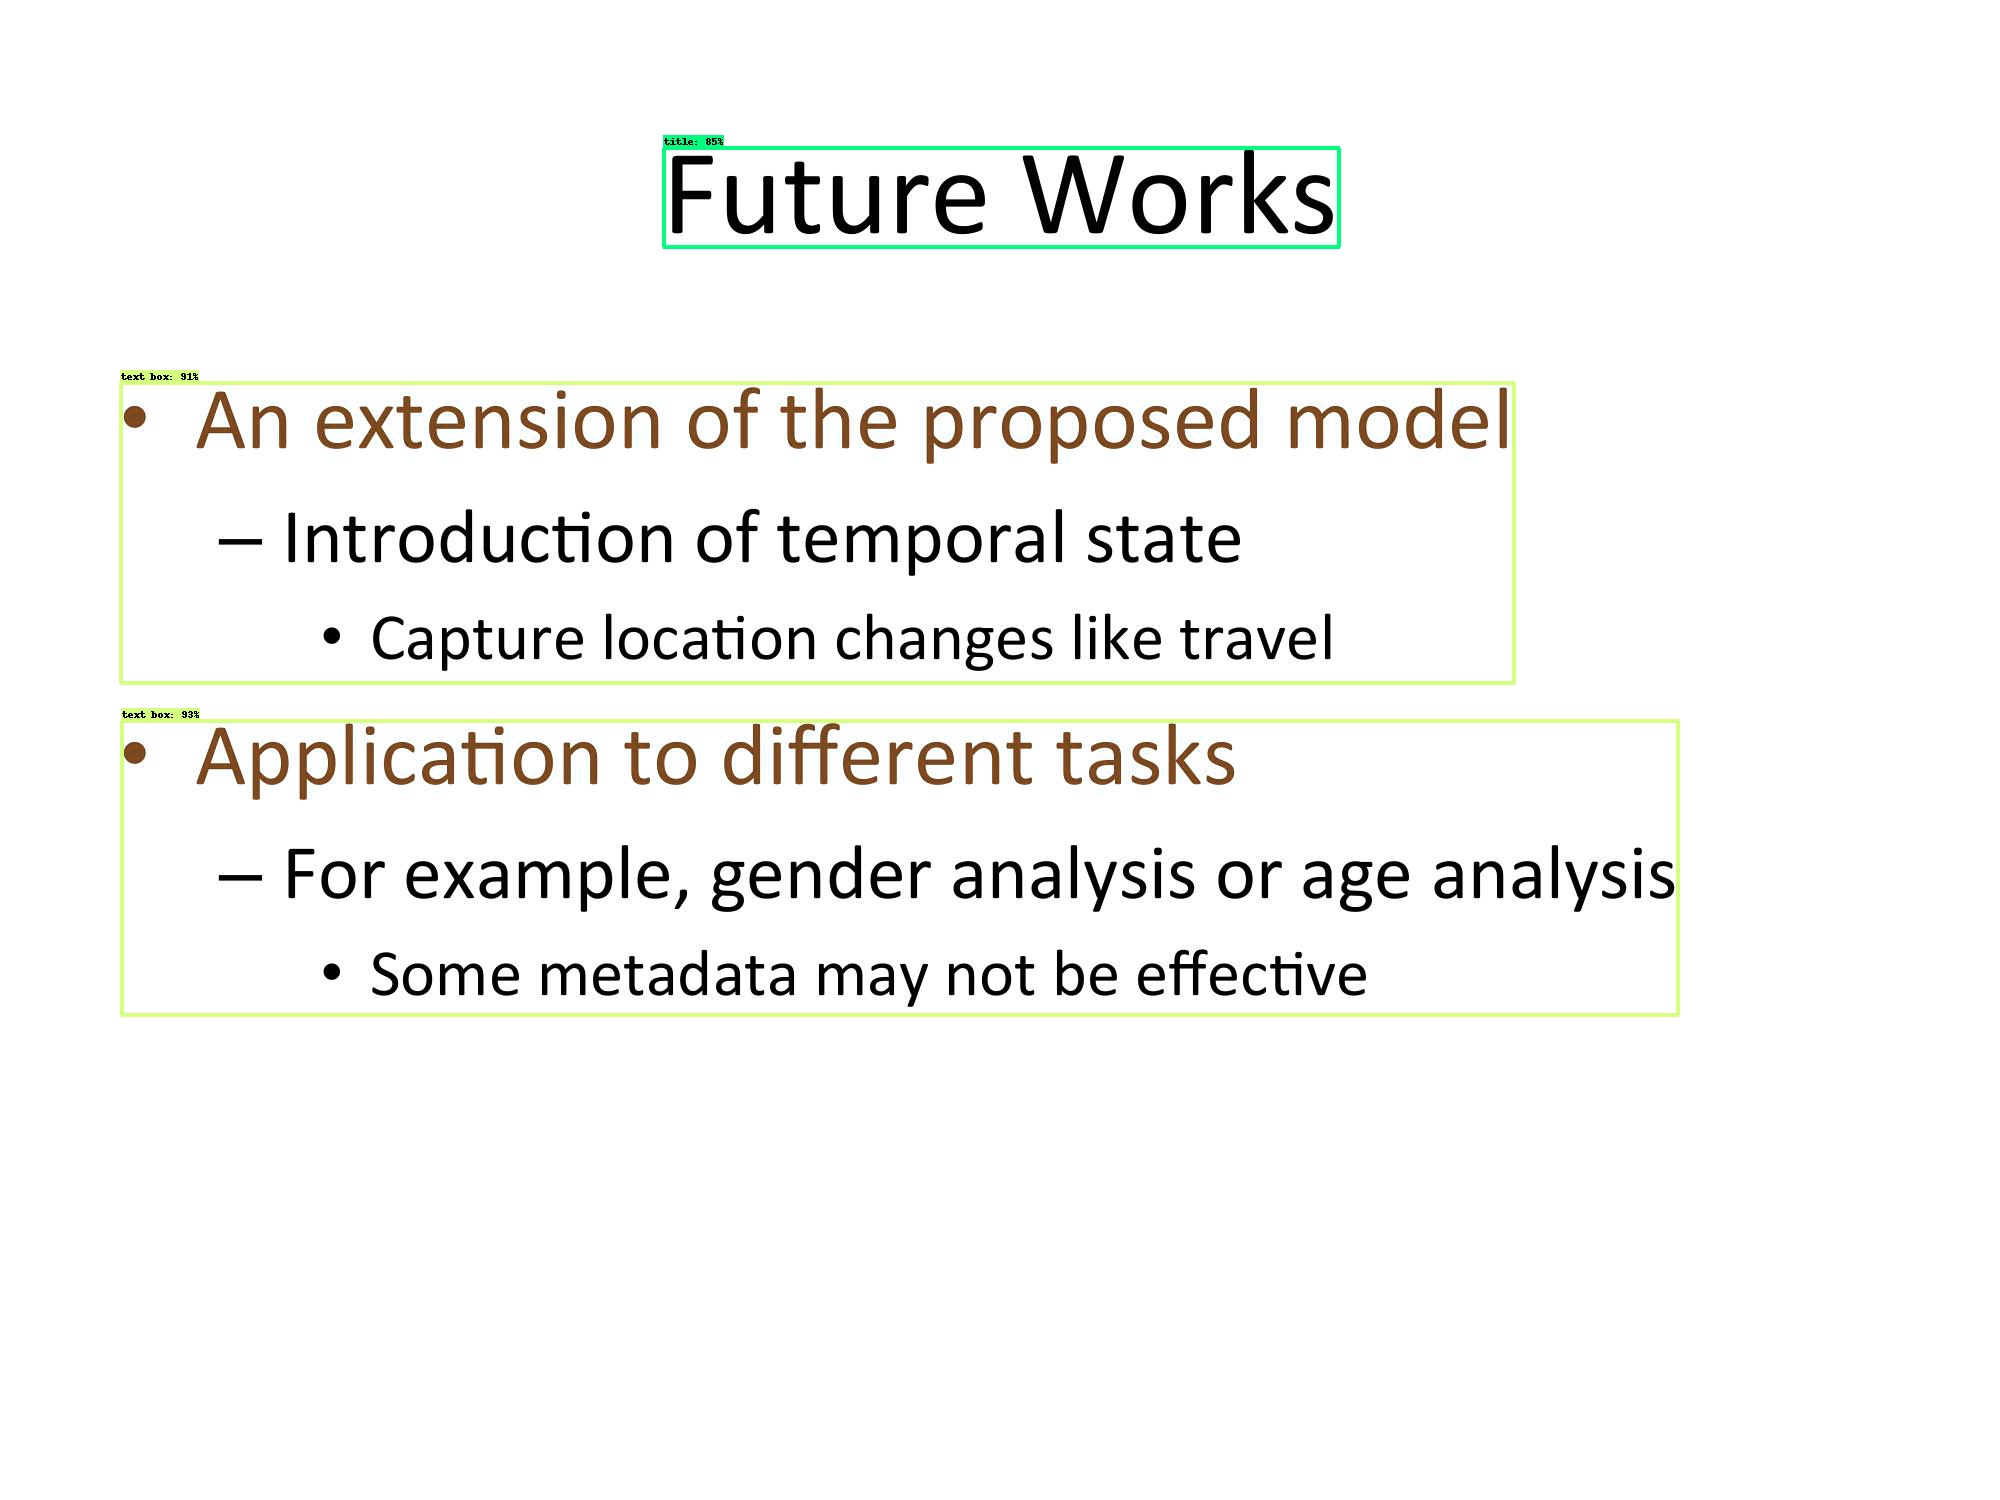 title: 85%
Future Works
text box: 91%
• An extension of the proposed model
– Introduction of temporal state
• Capture location changes like travel
text box: 93%
• Application to different tasks
– For example, gender analysis or age analysis
• Some metadata may not be effective